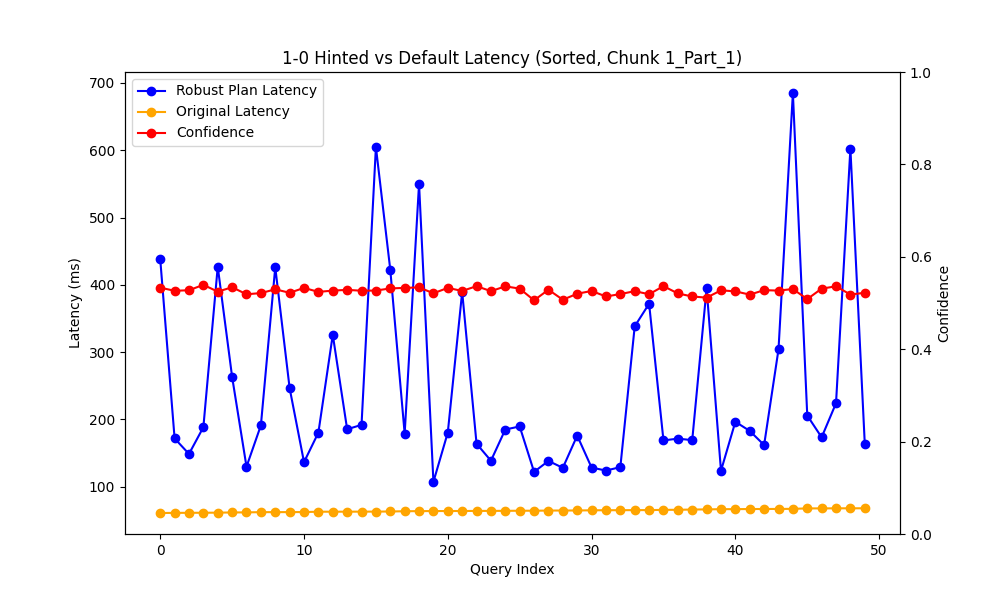 1-0 Hinted vs Default Latency (Sorted, Chunk 1_Part_1)
Robust Plan Latency
Original Latency
Confidence
700
600
500
400
300
200
100
Latency (ms)
1.0
0.8
0.6
0.4
0.2
0.0
Confidence
0 10 20 30 40 50
Query Index